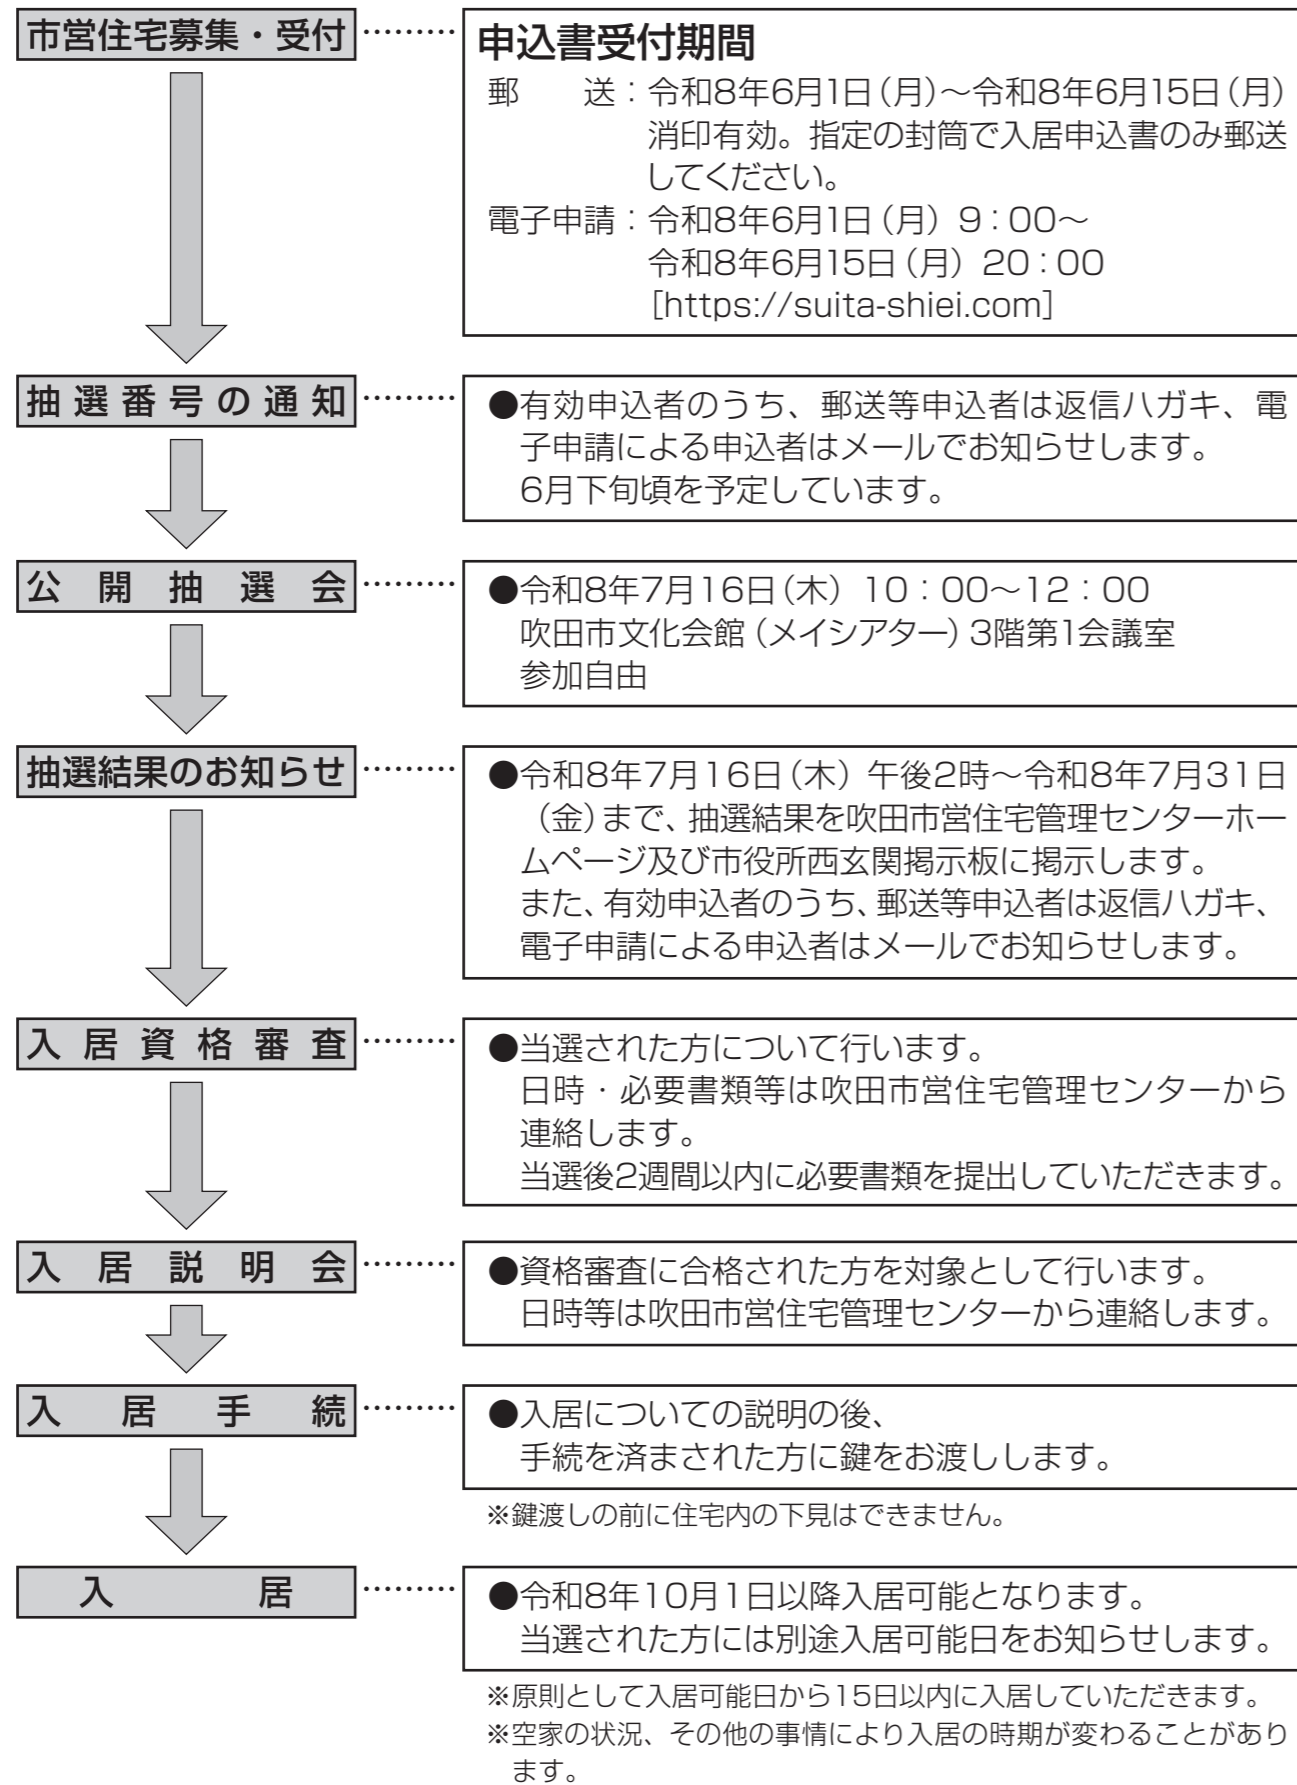 市営住宅募集・受付………
申込書受付期間
郵　　送：令和8年6月1日（月）～令和8年6月15日（月）
消印有効。指定の封筒で入居申込書のみ郵送
してください。
電子申請：令和8年6月1日（月）9：00～
令和8年6月15日（月）20：00
［https://suita-shiei.com］
抽選番号の通知………
●有効申込者のうち、郵送等申込者は返信ハガキ、電
子申請による申込者はメールでお知らせします。
6月下旬頃を予定しています。
公開抽選会………
●令和8年7月16日（木）10：00～12：00
吹田市文化会館（メイシアター）3階第1会議室
参加自由
抽選結果のお知らせ………
●令和8年7月16日（木）午後2時～令和8年7月31日
（金）まで、抽選結果を吹田市営住宅管理センターホー
ムページ及び市役所西玄関掲示板に掲示します。
また、有効申込者のうち、郵送等申込者は返信ハガキ、
電子申請による申込者はメールでお知らせします。
入居資格審査………
●当選された方について行います。
日時・必要書類等は吹田市営住宅管理センターから
連絡します。
当選後2週間以内に必要書類を提出していただきます。
入居説明会………
●資格審査に合格された方を対象として行います。
日時等は吹田市営住宅管理センターから連絡します。
入居手続………
●入居についての説明の後、
手続を済まされた方に鍵をお渡しします。
※鍵渡しの前に住宅内の下見はできません。
入居………
●令和8年10月1日以降入居可能となります。
当選された方には別途入居可能日をお知らせします。
※原則として入居可能日から15日以内に入居していただきます。
※空家の状況、その他の事情により入居の時期が変わることがあり
ます。